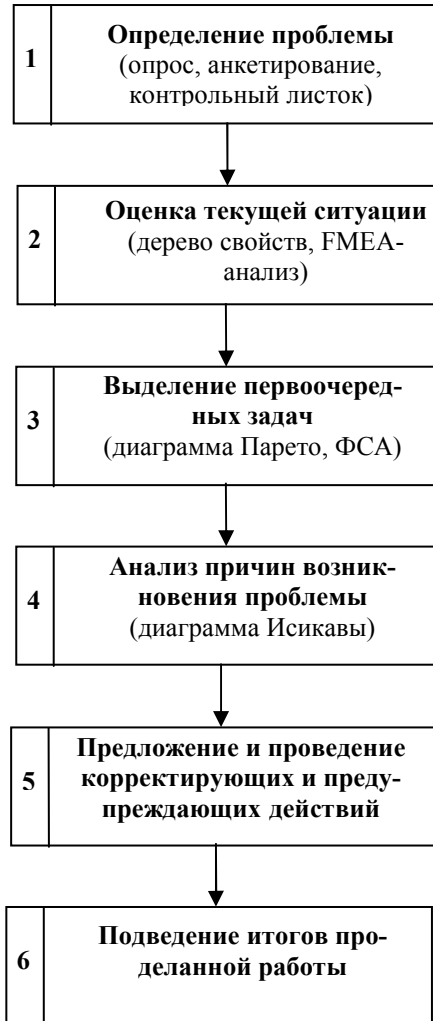 1
Определение проблемы
(опрос, анкетирование,
контрольный листок)
2
Оценка текущей ситуации
(дерево свойств, FMEA-
анализ)
3
Выделение первоочеред-
ных задач
(диаграмма Парето, ФСА)
4
Анализ причин возник-
новения проблемы
(диаграмма Исикавы)
5
Предложение и проведение
корректирующих и преду-
преждающих действий
6
Подведение итогов про-
деланной работы